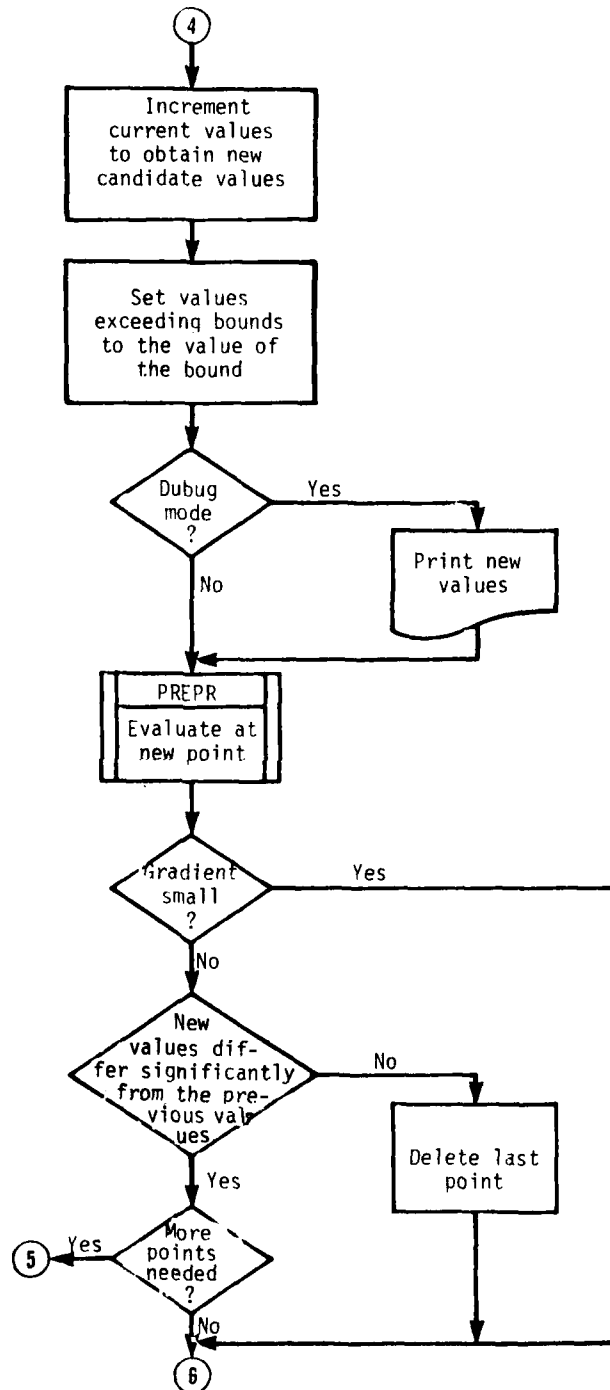 4
Increment
current values
to obtain new
candidate values
Set values
exceeding bounds
to the value of
the bound
Dubug
mode
?
Yes
No
Print new
values
PREPR
Evaluate at
new point
Gradient
small
?
Yes
No
New
values dif-
fer significantly
from the pre-
vious val
ues
No
Yes
Delete last
point
More
points
needed
?
Yes
5
No
6